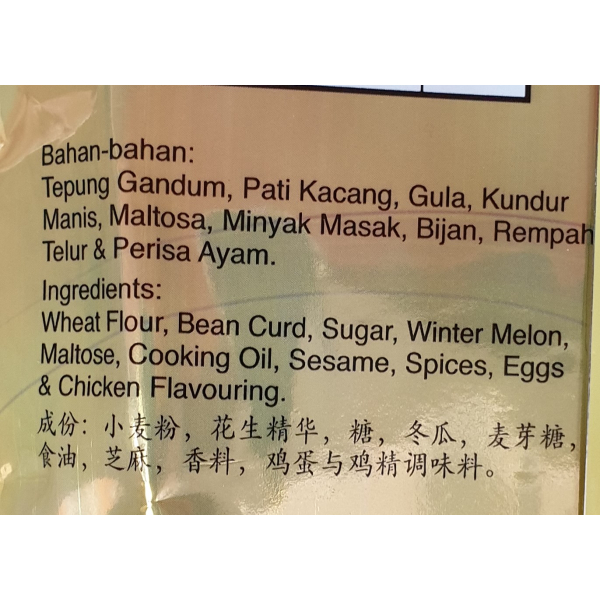 Bahan-bahan:
Tepung Gandum, Pati Kacang, Gula, Kundur
Manis, Maltosa, Minyak Masak, Bijan, Rempah
Telur & Perisa Ayam.
Ingredients:
Wheat Flour, Bean Curd, Sugar, Winter Melon,
Maltose, Cooking Oil, Sesame, Spices, Eggs
& Chicken Flavouring.
成份：小麦粉，花生精华，糖，冬瓜，麦芽糖，
食油，芝麻，香料，鸡蛋与鸡精调味料。